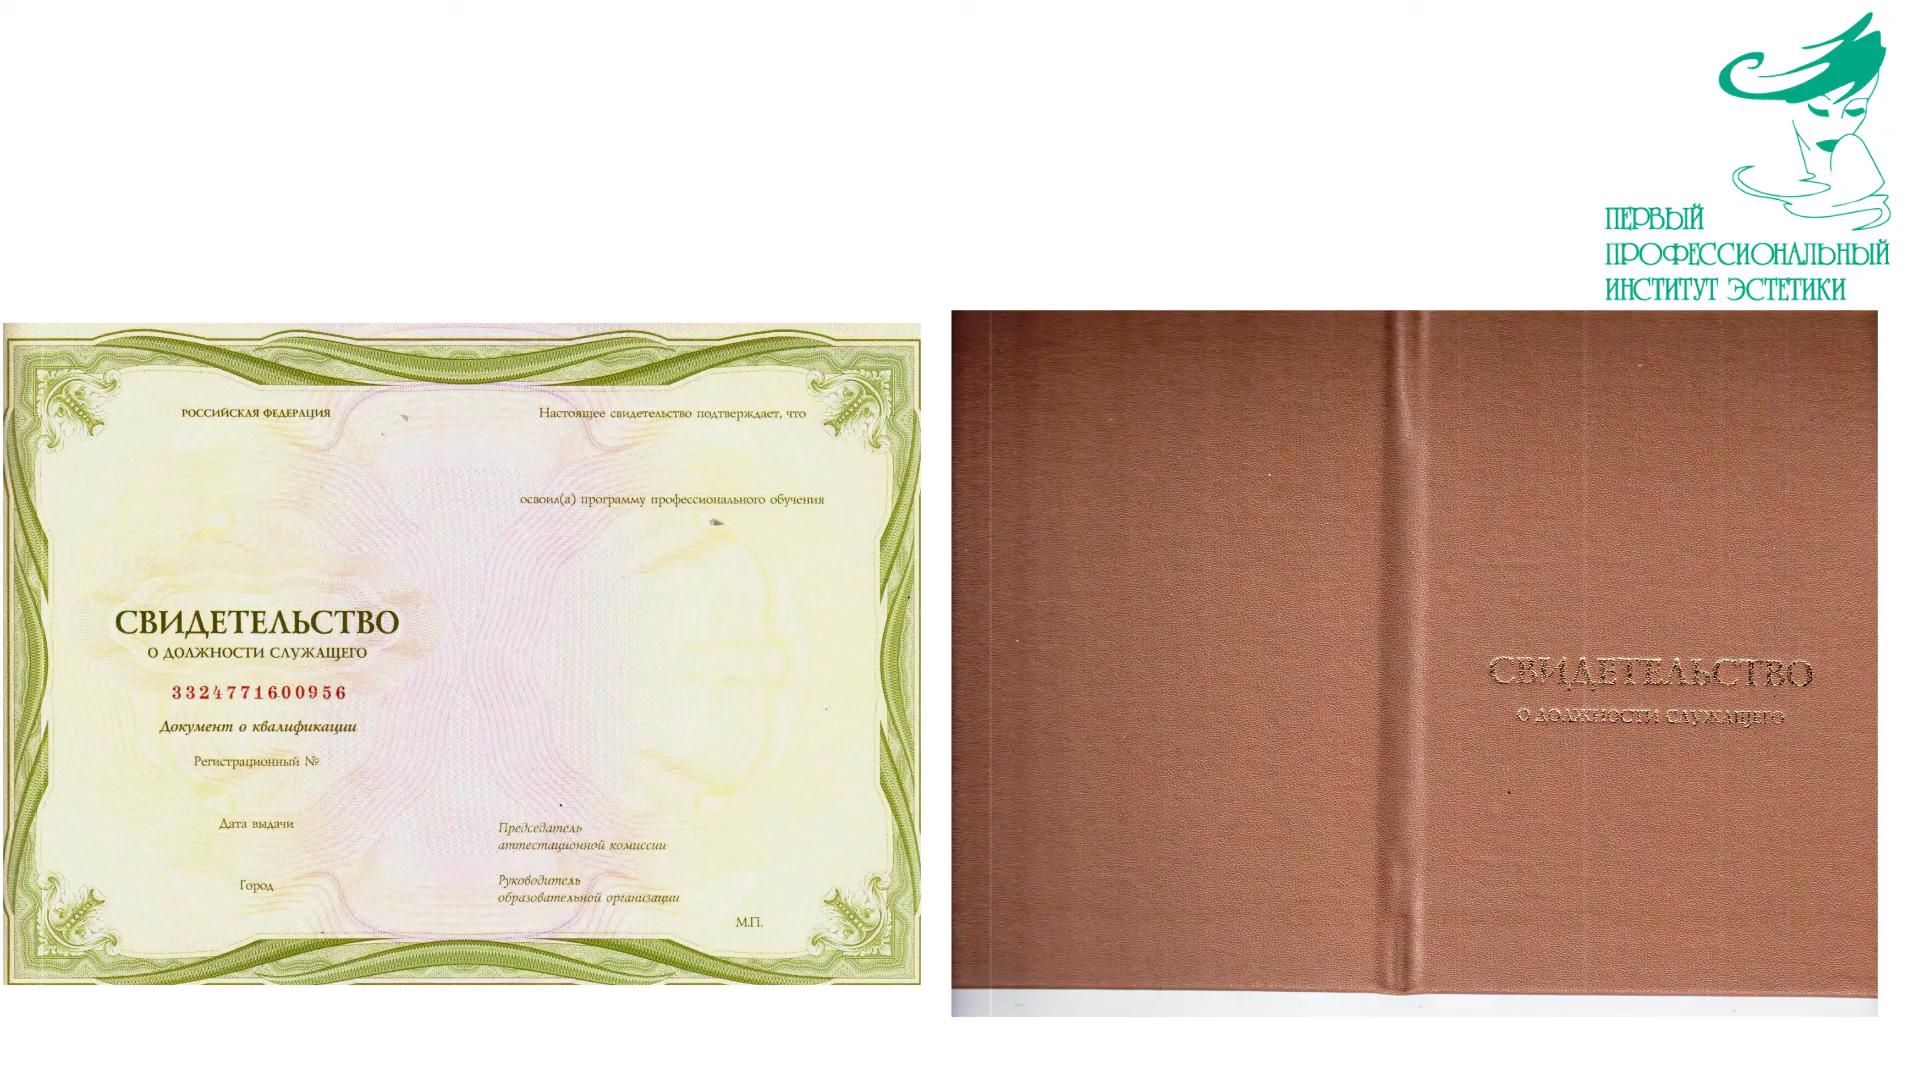 ПЕРВЫЙ
ПРОФЕССИОНАЛЬНЫЙ
ИНСТИТУТ ЭСТЕТИКИ
РОССИЙСКАЯ ФЕДЕРАЦИЯ
СВИДЕТЕЛЬСТВО
О ДОЛЖНОСТИ СЛУЖАЩЕГО
3324771600956
Документ о квалификации
Регистрационный №
Дата выдачи
Город
Настоящее свидетельство подтверждает, что
освоил(а) программу профессионального обучения
Председатель
аттестационной комиссии
Руководитель
образовательной организации
М.П.
СВИДЕТЕЛЬСТВО
О ДОЛЖНОСТИ СЛУЖАЩЕГО